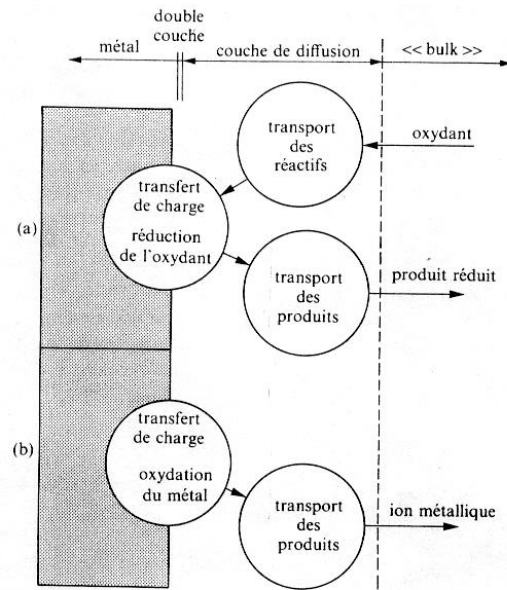 double
couche
métal
couche de diffusion
<< bulk >>
transport
des
réactifs
oxydant
(a)
transfert
de charge
réduction
de l'oxydant
transport
des
produits
produit réduit
(b)
transfert
de charge
oxydation
du métal
transport
des
produits
ion métallique